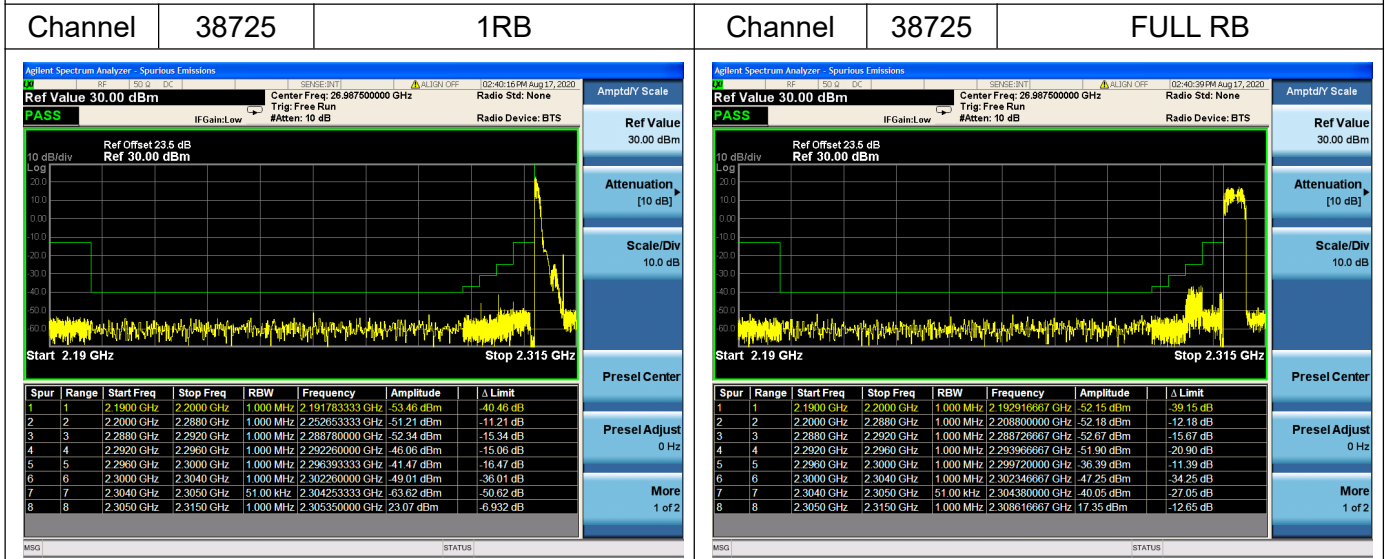 Channel 38725 1RB Channel 38725 FULL RB
Agilent Spectrum Analyzer - Spurious Emissions
RF 50 Ω DC SENSE:INT ALIGN OFF 02:40:16 PM Aug 17, 2020
Ref Value 30.00 dBm
Center Freq: 26.987500000 GHz
Radio Std: None
Trig: Free Run
PASS
IFGain:Low
#Atten: 10 dB
Radio Device: BTS
Ref Offset 23.5 dB
10 dB/div Ref 30.00 dBm
Log
20.0
10.0
0.00
-10.0
-20.0
-30.0
-40.0
-50.0
-60.0
Start 2.19 GHz Stop 2.315 GHz
Spur Range Start Freq Stop Freq RBW Frequency Amplitude Δ Limit
1 1 2.1900 GHz 2.2000 GHz 1.000 MHz 2.191783333 GHz -53.46 dBm -40.46 dB
2 2 2.2000 GHz 2.2880 GHz 1.000 MHz 2.252653333 GHz -51.21 dBm -11.21 dB
3 3 2.2880 GHz 2.2920 GHz 1.000 MHz 2.288780000 GHz -52.34 dBm -15.34 dB
4 4 2.2920 GHz 2.2960 GHz 1.000 MHz 2.292260000 GHz -46.06 dBm -15.06 dB
5 5 2.2960 GHz 2.3000 GHz 1.000 MHz 2.296393333 GHz -41.47 dBm -16.47 dB
6 6 2.3000 GHz 2.3040 GHz 1.000 MHz 2.302260000 GHz -49.01 dBm -36.01 dB
7 7 2.3040 GHz 2.3050 GHz 51.00 kHz 2.304253333 GHz -63.62 dBm -50.62 dB
8 8 2.3050 GHz 2.3150 GHz 1.000 MHz 2.305350000 GHz 23.07 dBm -6.932 dB
MSG STATUS
Amptd/Y Scale
Ref Value
30.00 dBm
Attenuation
[10 dB]
Scale/Div
10.0 dB
Presel Center
Presel Adjust
0 Hz
More
1 of 2
Agilent Spectrum Analyzer - Spurious Emissions
RF 50 Ω DC SENSE:INT ALIGN OFF 02:40:39 PM Aug 17, 2020
Ref Value 30.00 dBm
Center Freq: 26.987500000 GHz
Radio Std: None
Trig: Free Run
PASS
IFGain:Low
#Atten: 10 dB
Radio Device: BTS
Ref Offset 23.5 dB
10 dB/div Ref 30.00 dBm
Log
20.0
10.0
0.00
-10.0
-20.0
-30.0
-40.0
-50.0
-60.0
Start 2.19 GHz Stop 2.315 GHz
Spur Range Start Freq Stop Freq RBW Frequency Amplitude Δ Limit
1 1 2.1900 GHz 2.2000 GHz 1.000 MHz 2.192916667 GHz -52.15 dBm -39.15 dB
2 2 2.2000 GHz 2.2880 GHz 1.000 MHz 2.208800000 GHz -52.18 dBm -12.18 dB
3 3 2.2880 GHz 2.2920 GHz 1.000 MHz 2.288726667 GHz -52.67 dBm -15.67 dB
4 4 2.2920 GHz 2.2960 GHz 1.000 MHz 2.293966667 GHz -51.90 dBm -20.90 dB
5 5 2.2960 GHz 2.3000 GHz 1.000 MHz 2.299720000 GHz -36.39 dBm -11.39 dB
6 6 2.3000 GHz 2.3040 GHz 1.000 MHz 2.302346667 GHz -47.25 dBm -34.25 dB
7 7 2.3040 GHz 2.3050 GHz 51.00 kHz 2.304380000 GHz -40.05 dBm -27.05 dB
8 8 2.3050 GHz 2.3150 GHz 1.000 MHz 2.308616667 GHz 17.35 dBm -12.65 dB
MSG STATUS
Amptd/Y Scale
Ref Value
30.00 dBm
Attenuation
[10 dB]
Scale/Div
10.0 dB
Presel Center
Presel Adjust
0 Hz
More
1 of 2